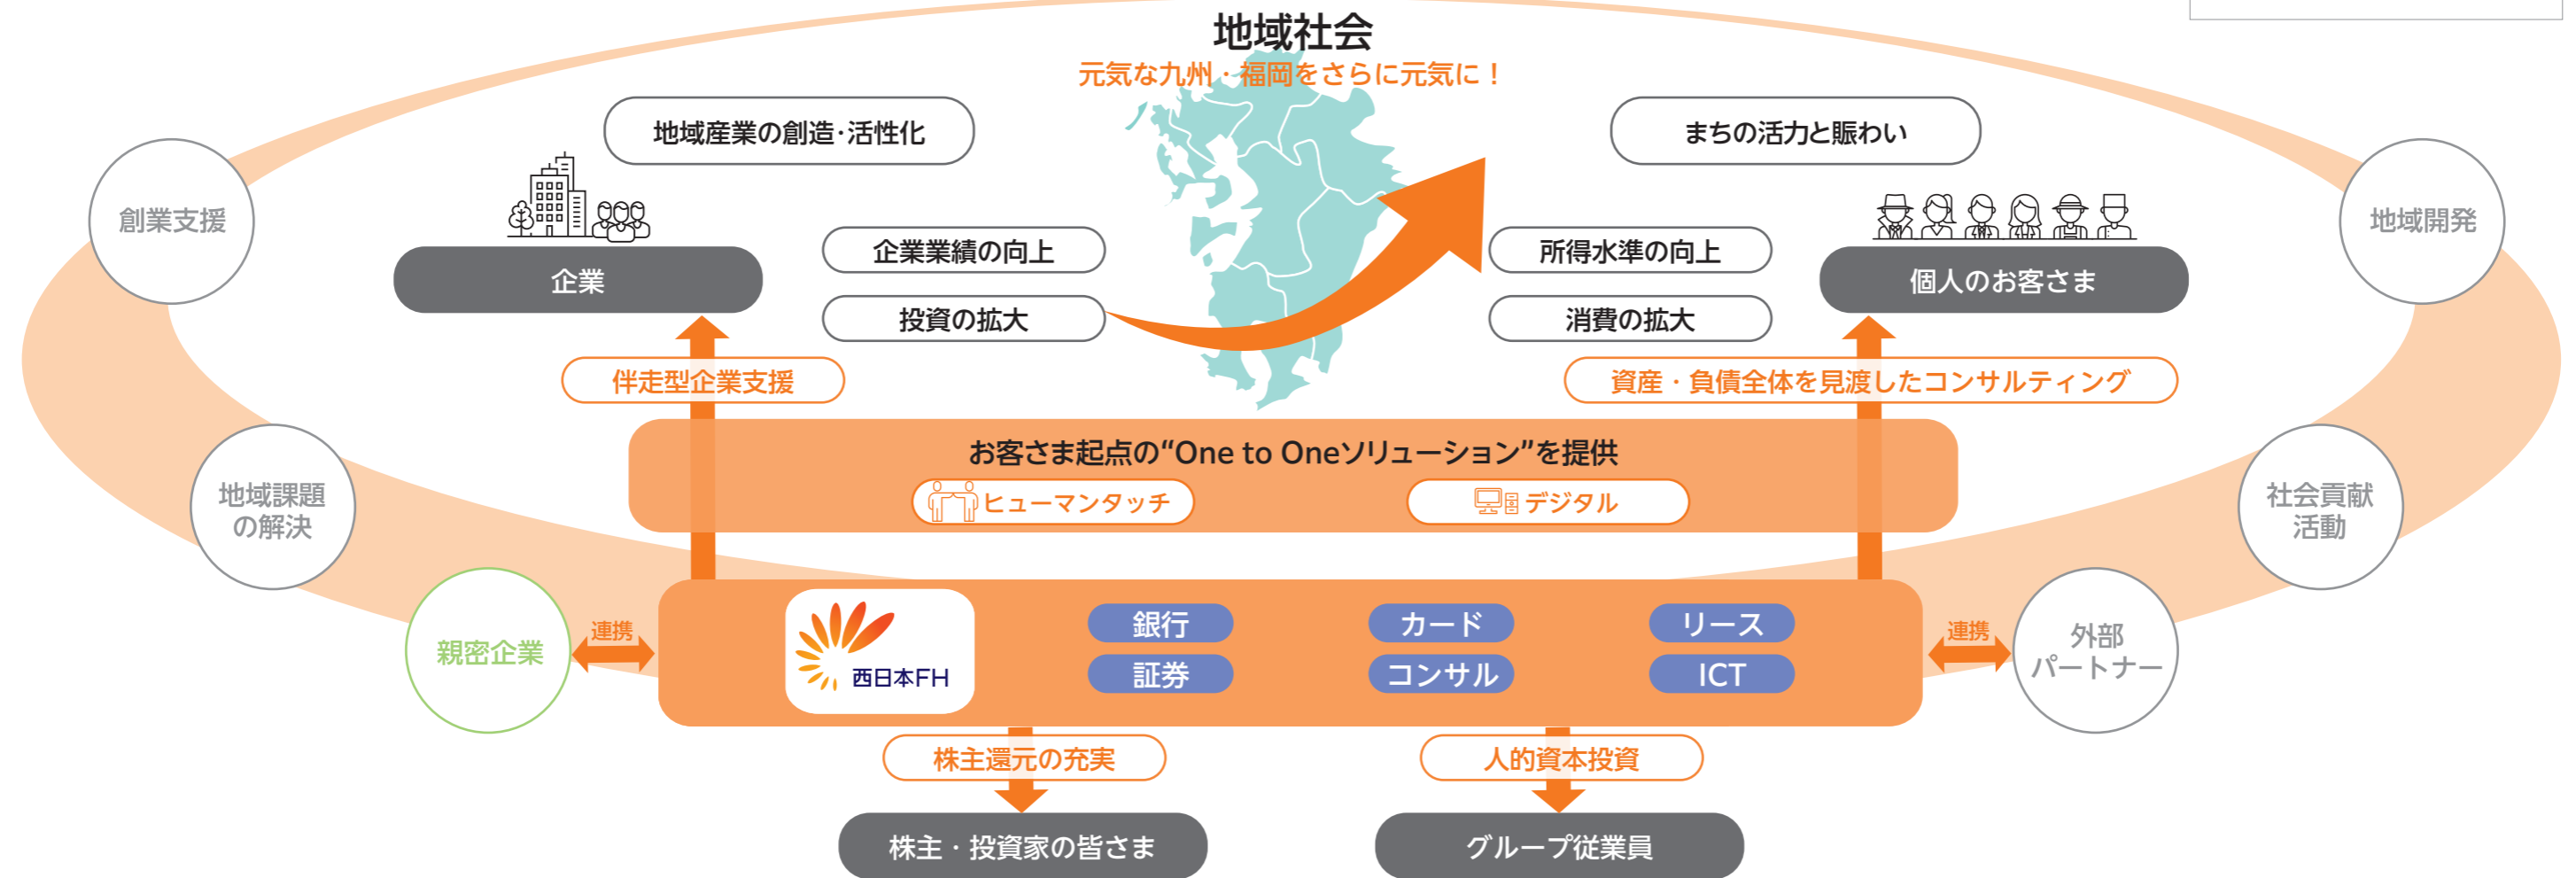 地域社会
元気な九州・福岡をさらに元気に！
地域産業の創造・活性化
まちの活力と賑わい
創業支援
地域開発
企業
企業業績の向上
投資の拡大
所得水準の向上
消費の拡大
個人のお客さま
伴走型企業支援
資産・負債全体を見渡したコンサルティング
お客さま起点の“One to Oneソリューション”を提供
ヒューマンタッチ
デジタル
地域課題
の解決
社会貢献
活動
親密企業
連携
西日本FH
銀行
カード
リース
証券
コンサル
ICT
連携
外部
パートナー
株主還元の充実
人的資本投資
株主・投資家の皆さま
グループ従業員